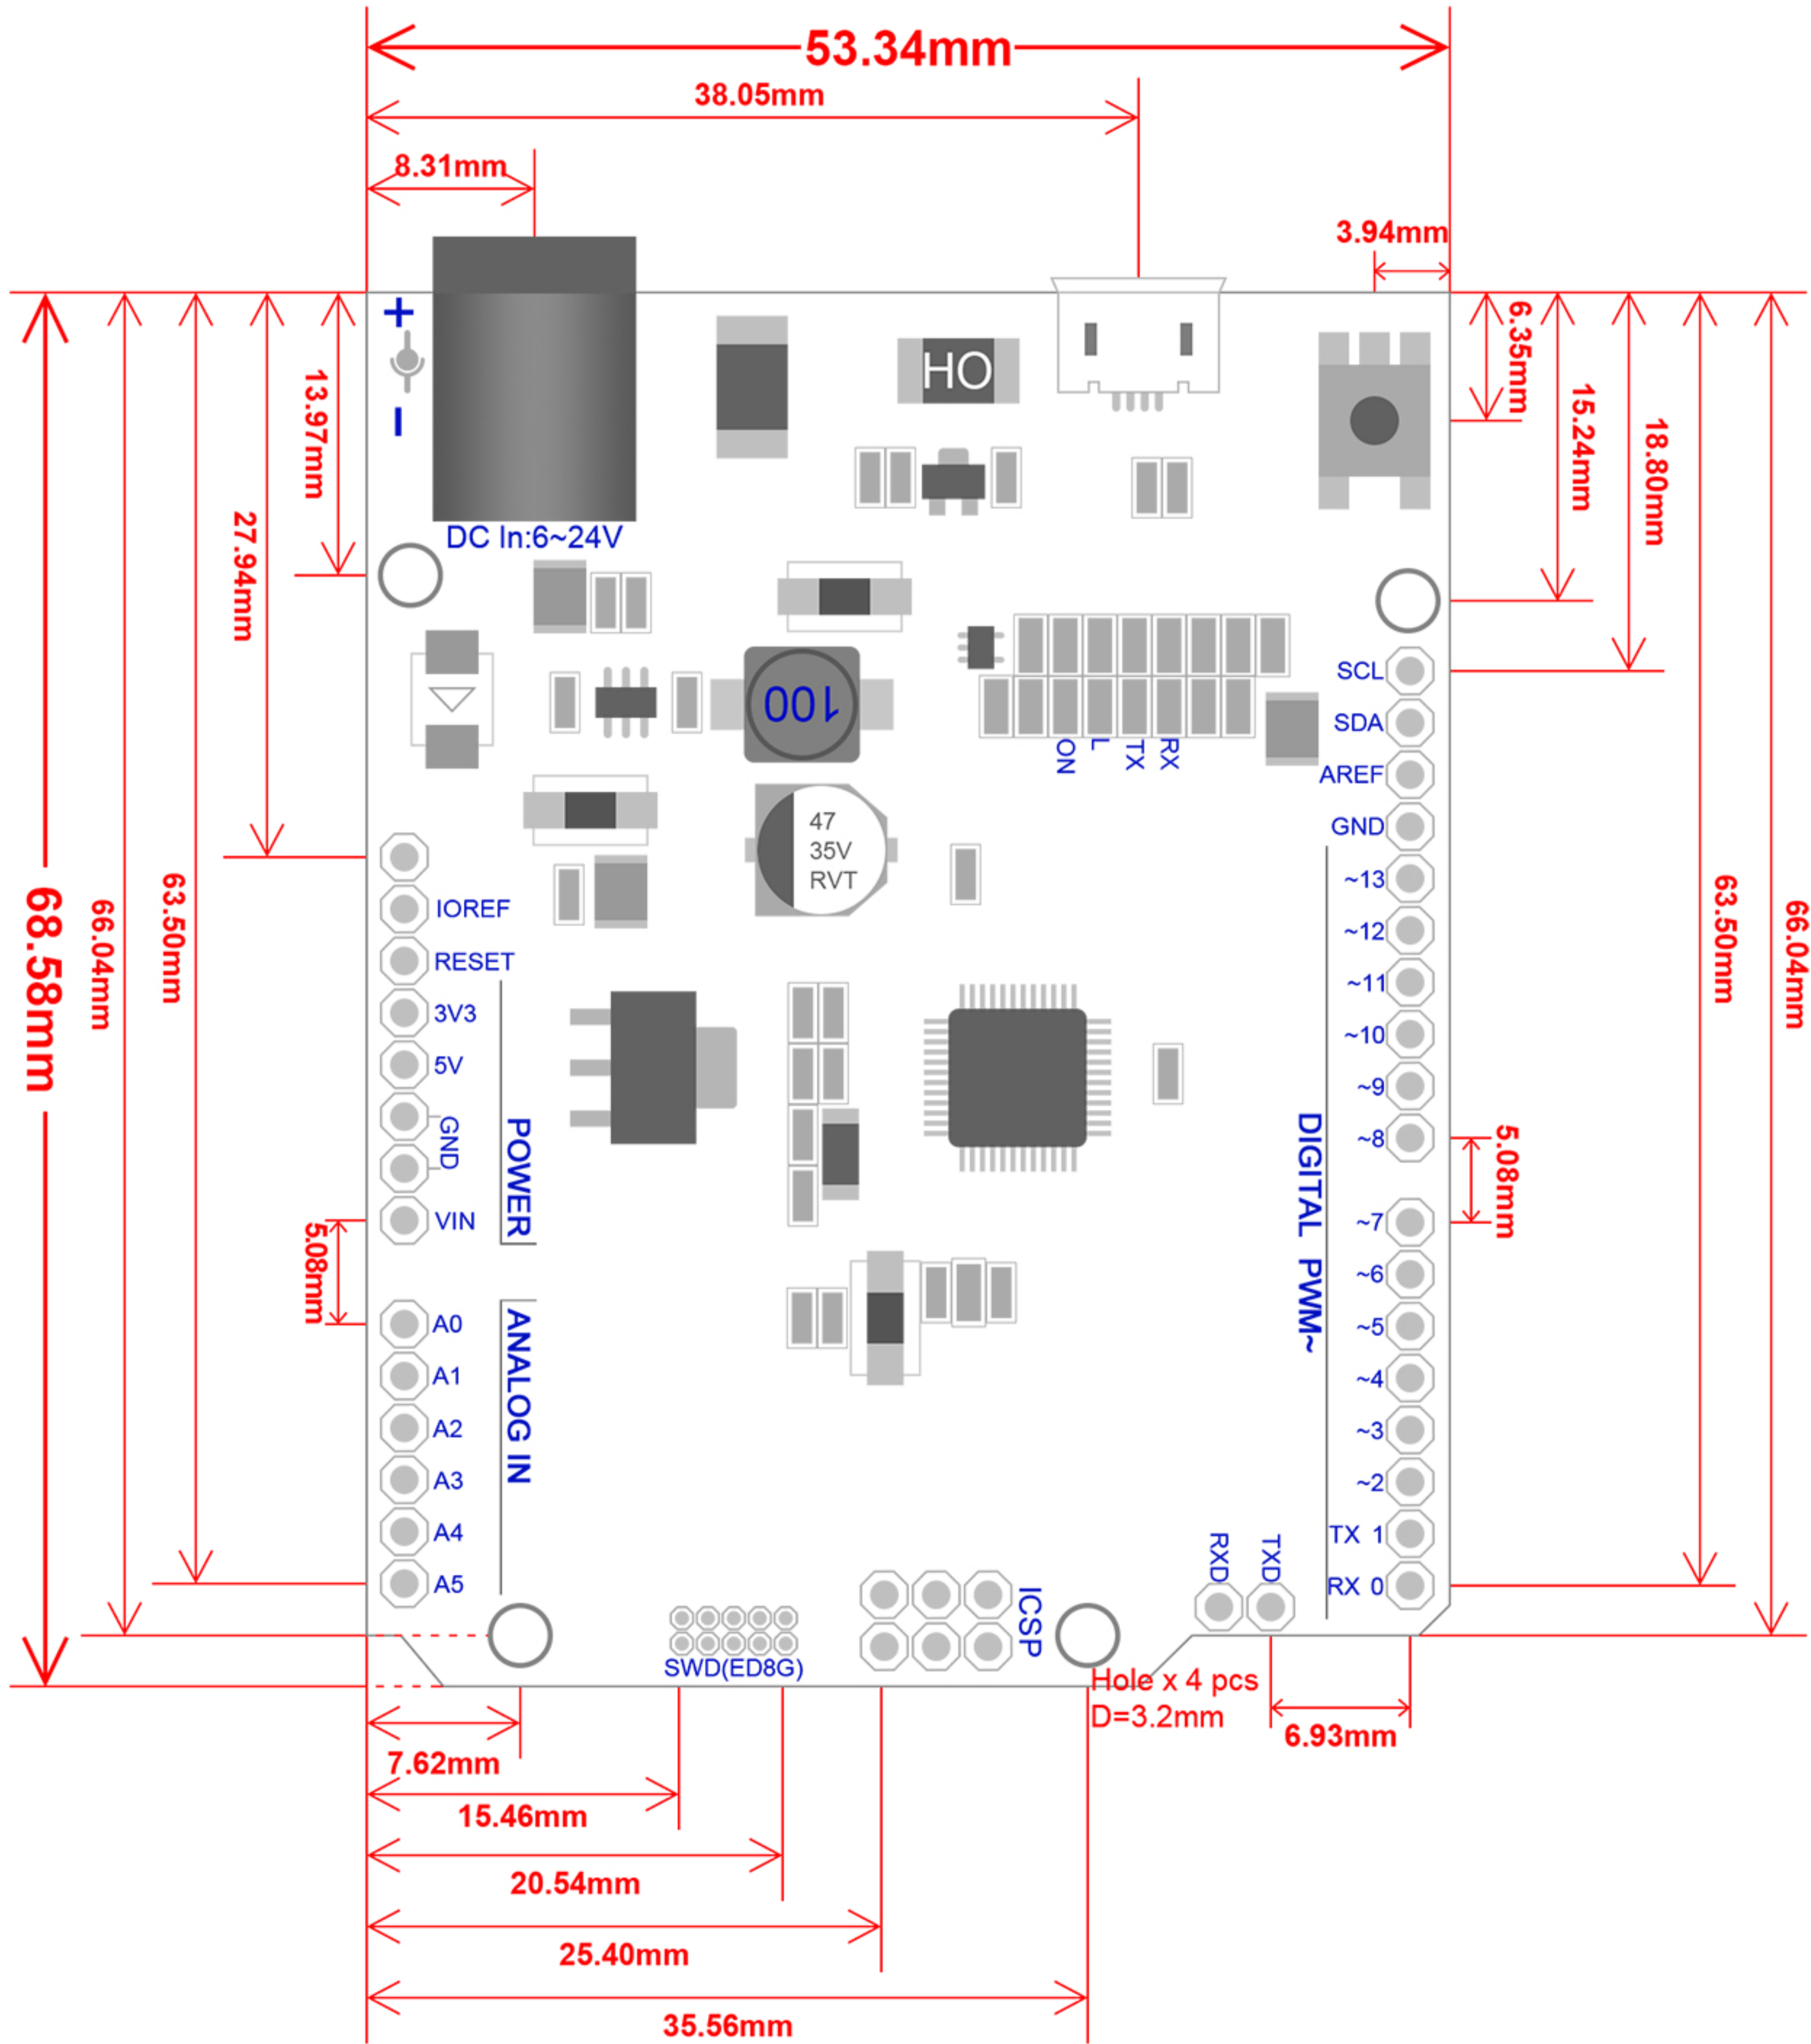 53.34mm
38.05mm
8.31mm
3.94mm
+
–
DC In:6~24V
HO
6.35mm
15.24mm
18.80mm
63.50mm
66.04mm
13.97mm
27.94mm
63.50mm
66.04mm
68.58mm
100
47
35V
RVT
ON
L
TX
RX
SCL
SDA
AREF
GND
~13
~12
~11
~10
~9
~8
~7
~6
~5
~4
~3
~2
TX 1
RX 0
DIGITAL PWM~
5.08mm
IOREF
RESET
3V3
5V
GND
VIN
POWER
5.08mm
A0
A1
A2
A3
A4
A5
ANALOG IN
RXD
TXD
ICSP
SWD(ED8G)
Hole x 4 pcs
D=3.2mm
6.93mm
7.62mm
15.46mm
20.54mm
25.40mm
35.56mm